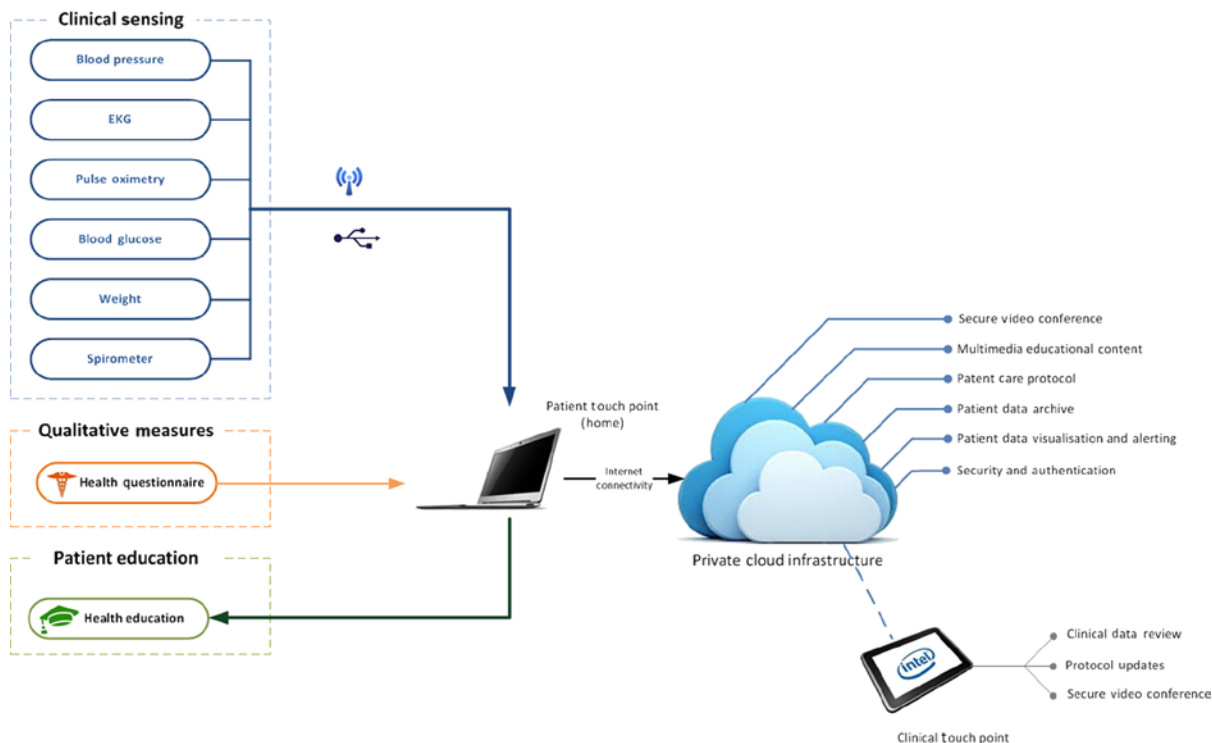 Clinical sensing
Blood pressure
EKG
Pulse oximetry
Blood glucose
Weight
Spirometer
Qualitative measures
Health questionnaire
Patient education
Health education
Patient touch point
(home)
Internet
connectivity
Secure video conference
Multimedia educational content
Patent care protocol
Patient data archive
Patient data visualisation and alerting
Security and authentication
Private cloud infrastructure
intel
Clinical data review
Protocol updates
Secure video conference
Clinical touch point